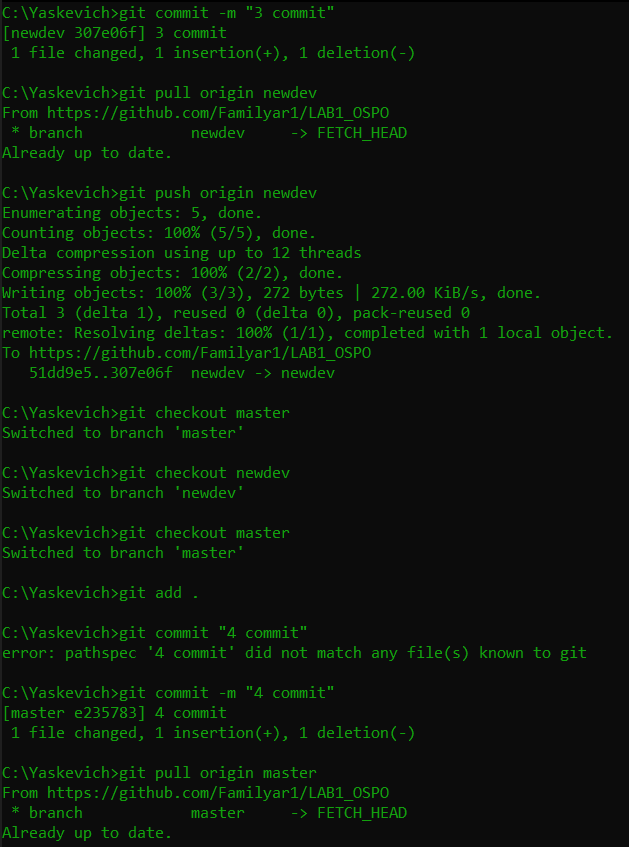 C:\Yaskevich>git commit -m "3 commit"
[newdev 307e06f] 3 commit
 1 file changed, 1 insertion(+), 1 deletion(-)
C:\Yaskevich>git pull origin newdev
From https://github.com/Familyar1/LAB1_OSPO
 * branch            newdev     -> FETCH_HEAD
Already up to date.
C:\Yaskevich>git push origin newdev
Enumerating objects: 5, done.
Counting objects: 100% (5/5), done.
Delta compression using up to 12 threads
Compressing objects: 100% (2/2), done.
Writing objects: 100% (3/3), 272 bytes | 272.00 KiB/s, done.
Total 3 (delta 1), reused 0 (delta 0), pack-reused 0
remote: Resolving deltas: 100% (1/1), completed with 1 local object.
To https://github.com/Familyar1/LAB1_OSPO
   51dd9e5..307e06f  newdev -> newdev
C:\Yaskevich>git checkout master
Switched to branch 'master'
C:\Yaskevich>git checkout newdev
Switched to branch 'newdev'
C:\Yaskevich>git checkout master
Switched to branch 'master'
C:\Yaskevich>git add .
C:\Yaskevich>git commit "4 commit"
error: pathspec '4 commit' did not match any file(s) known to git
C:\Yaskevich>git commit -m "4 commit"
[master e235783] 4 commit
 1 file changed, 1 insertion(+), 1 deletion(-)
C:\Yaskevich>git pull origin master
From https://github.com/Familyar1/LAB1_OSPO
 * branch            master     -> FETCH_HEAD
Already up to date.